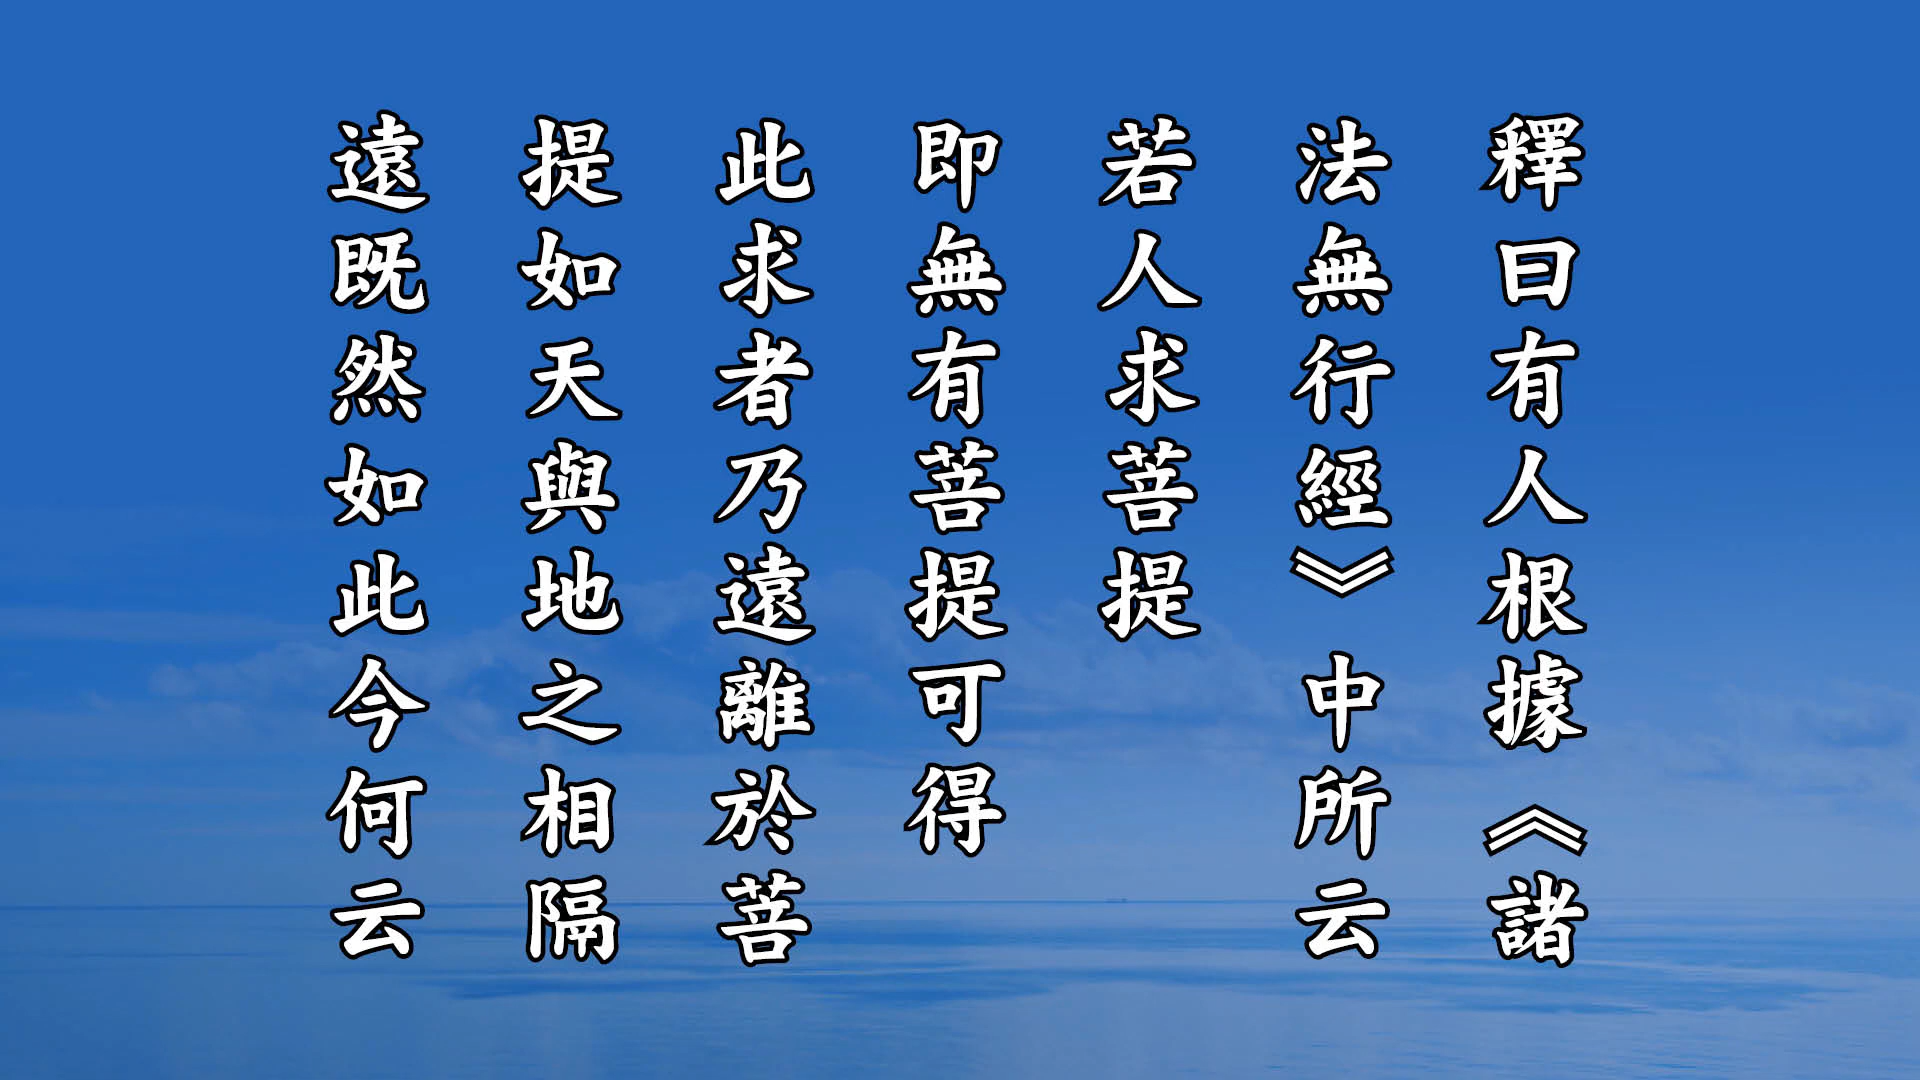 釋曰有人根據《諸
法無行經》中所云
若人求菩提
即無有菩提可得
此求者乃遠離於菩
提如天與地之相隔
遠既然如此今何云